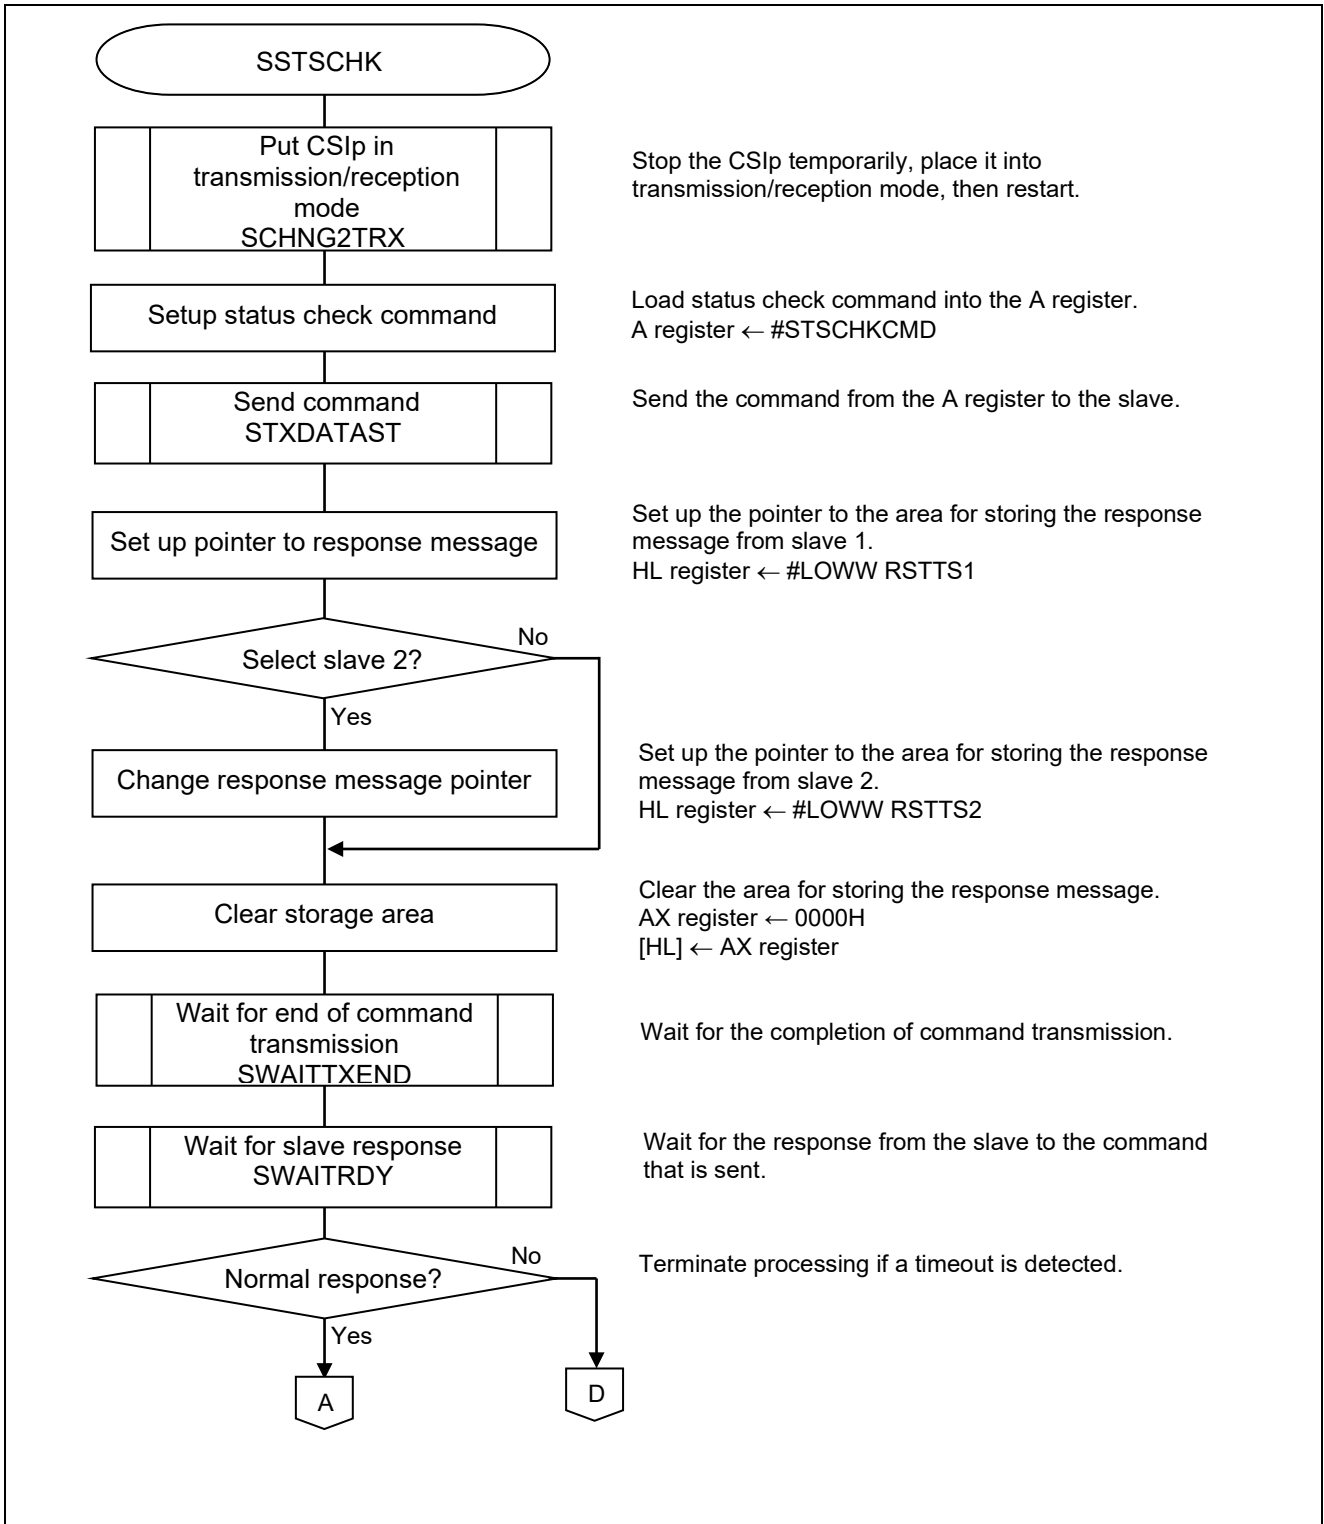 SSTSCHK
Put CSIp in
transmission/reception
mode
SCHNG2TRX
Stop the CSIp temporarily, place it into
transmission/reception mode, then restart.
Setup status check command
Load status check command into the A register.
A register ← #STSCHKCMD
Send command
STXDATAST
Send the command from the A register to the slave.
Set up pointer to response message
Set up the pointer to the area for storing the response
message from slave 1.
HL register ← #LOWW RSTTS1
Select slave 2?
No
Yes
Change response message pointer
Set up the pointer to the area for storing the response
message from slave 2.
HL register ← #LOWW RSTTS2
Clear storage area
Clear the area for storing the response message.
AX register ← 0000H
[HL] ← AX register
Wait for end of command
transmission
SWAITTXEND
Wait for the completion of command transmission.
Wait for slave response
SWAITRDY
Wait for the response from the slave to the command
that is sent.
Normal response?
No
Terminate processing if a timeout is detected.
Yes
A
D